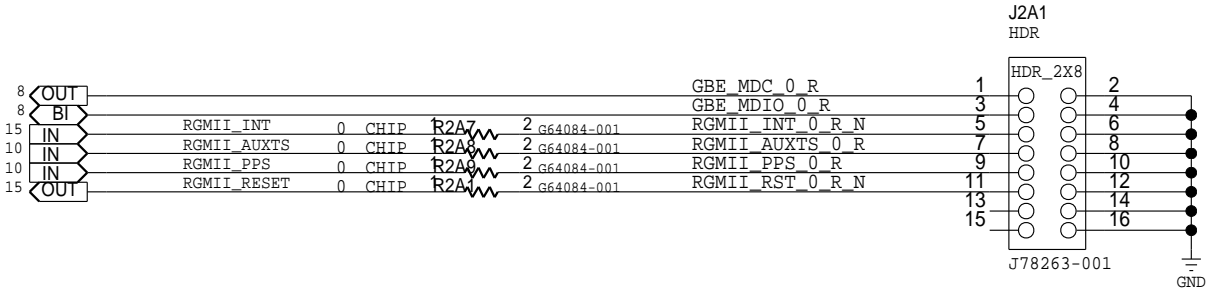 J2A1
HDR
HDR_2X8
8 OUT GBE_MDC_0_R 1 2
8 BI GBE_MDIO_0_R 3 4
15 IN RGMII_INT 0 CHIP 1 R2A7 2 G64084-001 RGMII_INT_0_R_N 5 6
10 IN RGMII_AUXTS 0 CHIP 1 R2A8 2 G64084-001 RGMII_AUXTS_0_R 7 8
10 IN RGMII_PPS 0 CHIP 1 R2A9 2 G64084-001 RGMII_PPS_0_R 9 10
15 OUT RGMII_RESET 0 CHIP 1 R2A1 2 G64084-001 RGMII_RST_0_R_N 11 12
13 14
15 16
J78263-001
GND